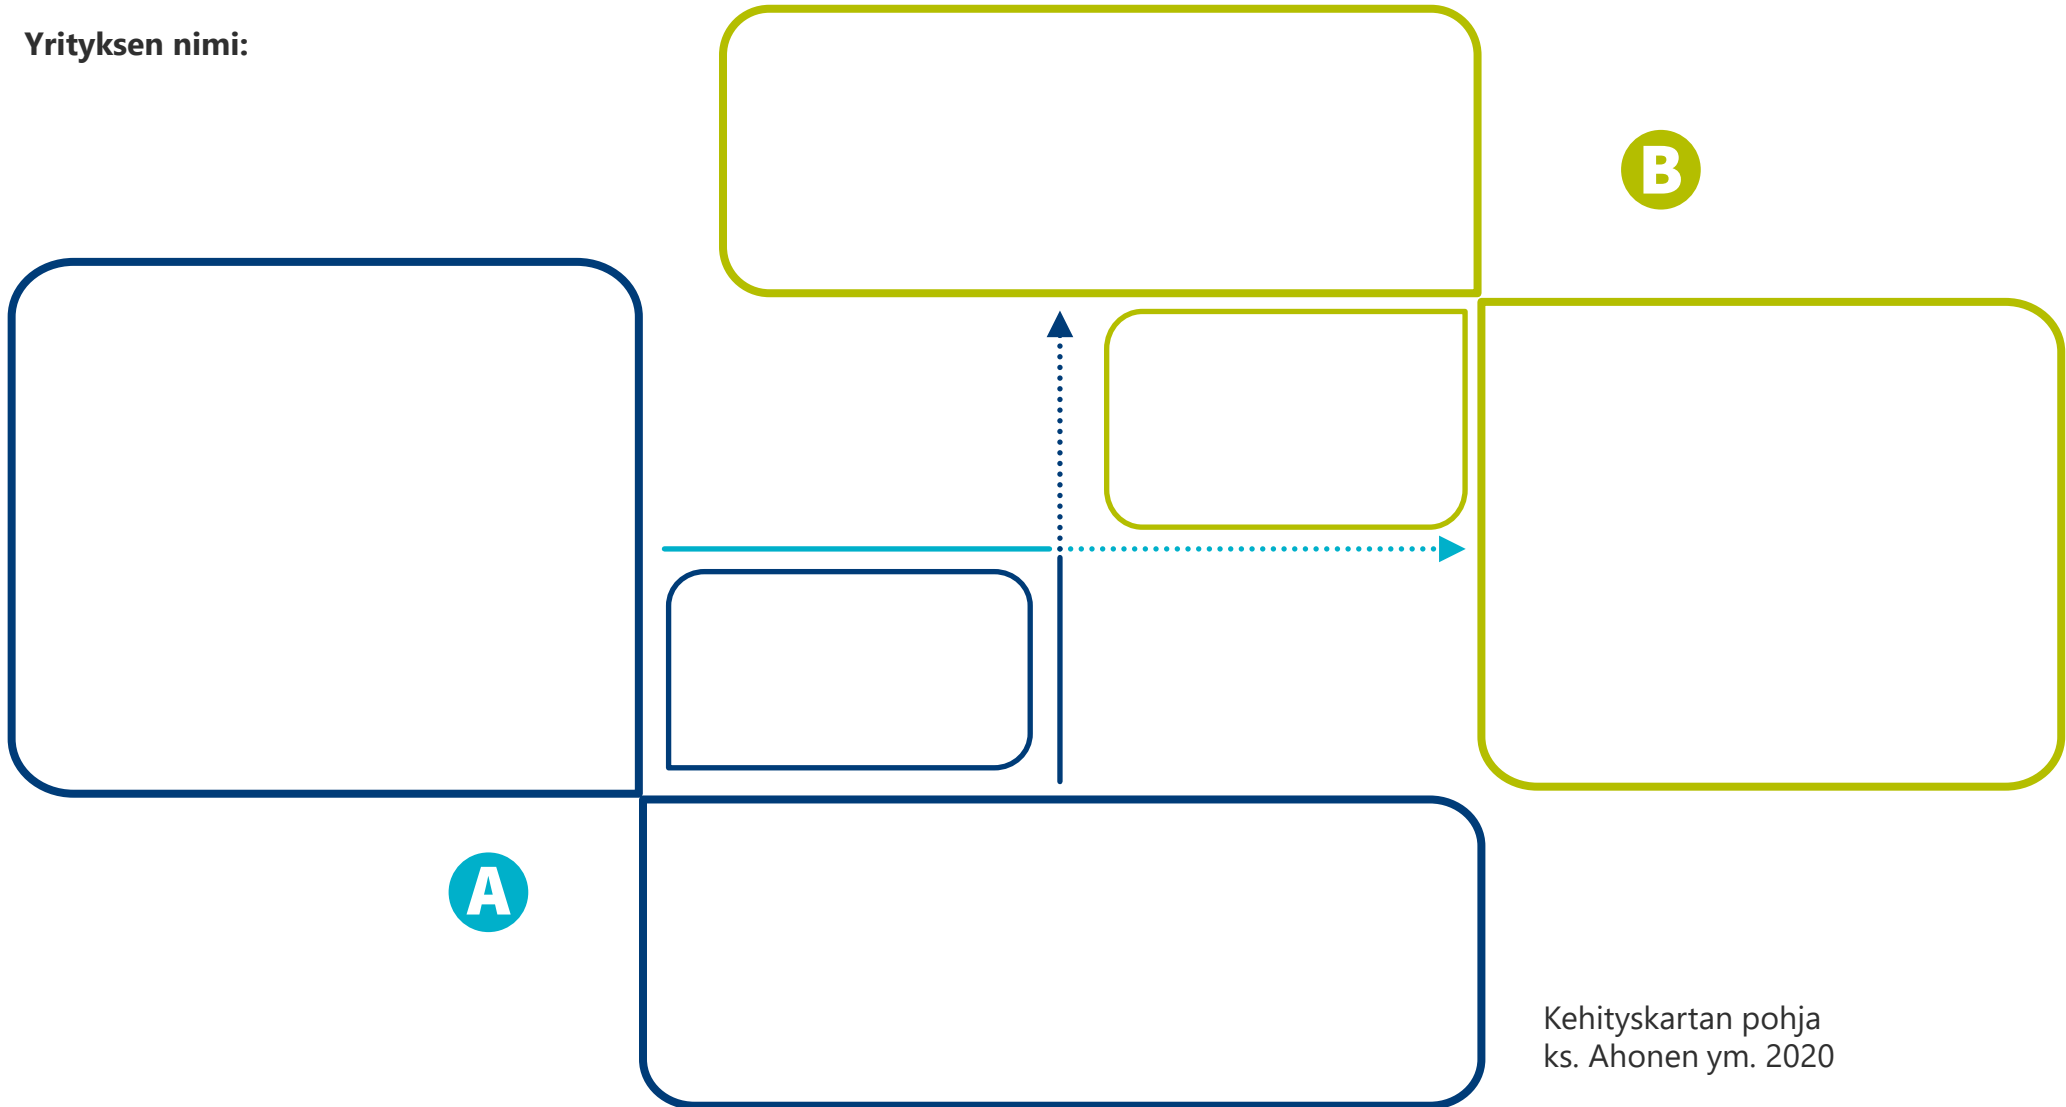 Yrityksen nimi:
B
A
Kehityskartan pohja
ks. Ahonen ym. 2020